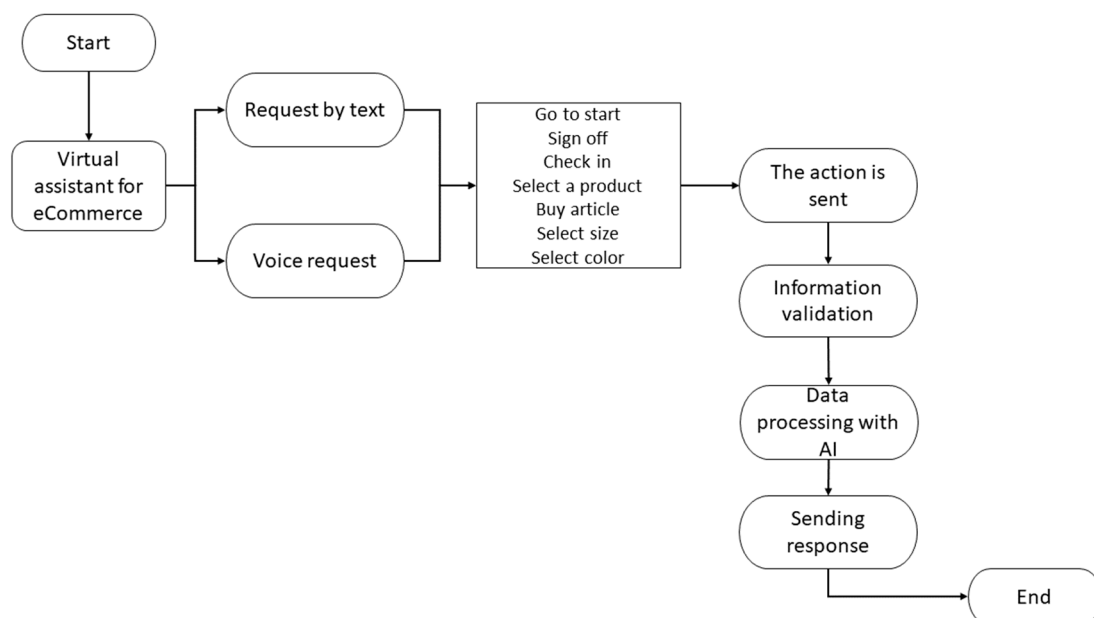 Start
Virtual
assistant for
eCommerce
Request by text
Voice request
Go to start
Sign off
Check in
Select a product
Buy article
Select size
Select color
The action is
sent
Information
validation
Data
processing with
AI
Sending
response
End